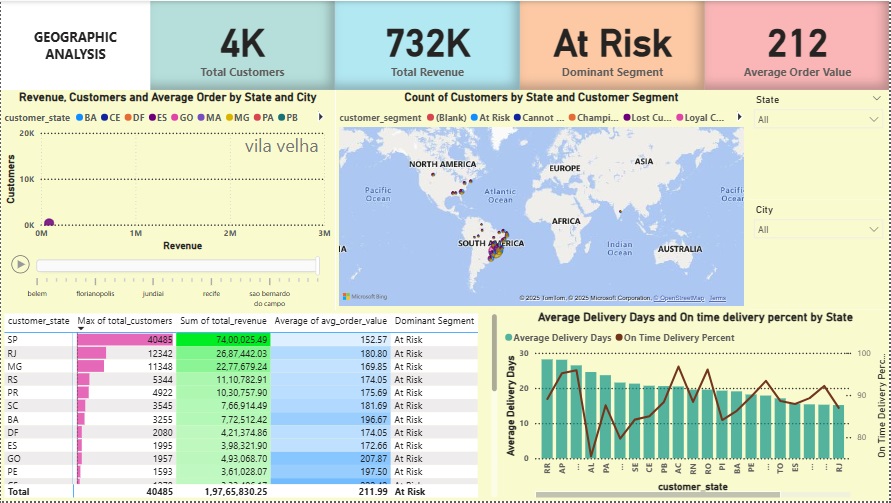 GEOGRAPHIC
ANALYSIS
4K
Total Customers
732K
Total Revenue
At Risk
Dominant Segment
212
Average Order Value
Revenue, Customers and Average Order by State and City
customer_state BA CE DF ES GO MA MG PA PB
20K
10K
0K
Customers
vila velha
0M 1M 2M 3M
Revenue
belem florianopolis jundiai recife sao bernardo
do campo
Count of Customers by State and Customer Segment
customer_segment (Blank) At Risk Cannot ... Champi... Lost Cu... Loyal C...
NORTH AMERICA
EUROPE
ASIA
Pacific
Ocean
Atlantic
Ocean
Pacific
Ocean
AFRICA
SOUTH AMERICA
Indian
Ocean
AUSTRALIA
IA
Microsoft Bing
© 2025 TomTom, © 2025 Microsoft Corporation, © OpenStreetMap Terms
State
All
City
All
customer_state Max of total_customers Sum of total_revenue Average of avg_order_value Dominant Segment
SP 40485 74,00,025.49 152.57 At Risk
RJ 12342 26,87,442.03 180.80 At Risk
MG 11348 22,77,679.24 169.85 At Risk
RS 5344 11,10,782.91 174.05 At Risk
PR 4922 10,30,757.90 175.69 At Risk
SC 3545 7,66,914.49 181.69 At Risk
BA 3255 7,72,512.42 196.67 At Risk
DF 2080 4,21,374.86 174.05 At Risk
ES 1995 3,98,321.90 172.66 At Risk
GO 1957 4,93,068.70 207.87 At Risk
PE 1593 3,61,028.07 197.50 At Risk
Total 40485 1,97,65,830.25 211.99 At Risk
Average Delivery Days and On time delivery percent by State
Average Delivery Days On Time Delivery Percent
30
20
10
0
Average Delivery Days
100
90
80
On Time Delivery Perc...
RR AP ... AL PA ... SE CE PB AC RN RO PI BA PE ... TO ES ... RJ
customer_state